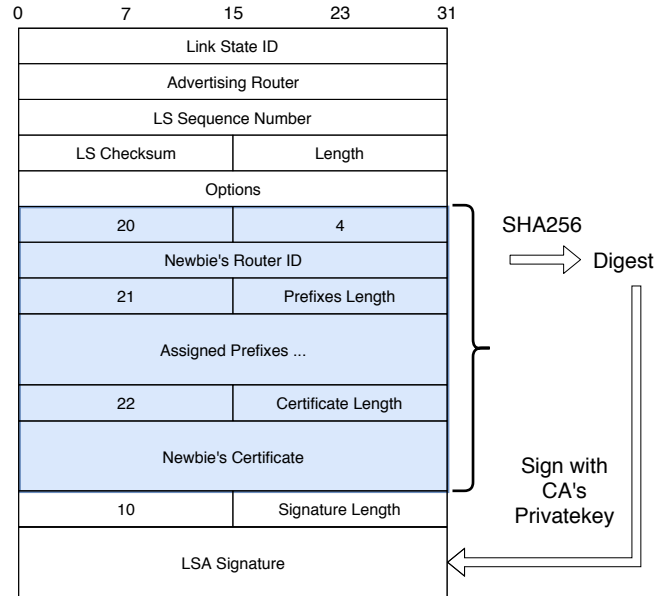 0 7 15 23 31
Link State ID
Advertising Router
LS Sequence Number
LS Checksum Length
Options
20 4
Newbie's Router ID
21 Prefixes Length
Assigned Prefixes ...
22 Certificate Length
Newbie's Certificate
10 Signature Length
LSA Signature
SHA256
Digest
Sign with
CA's
Privatekey